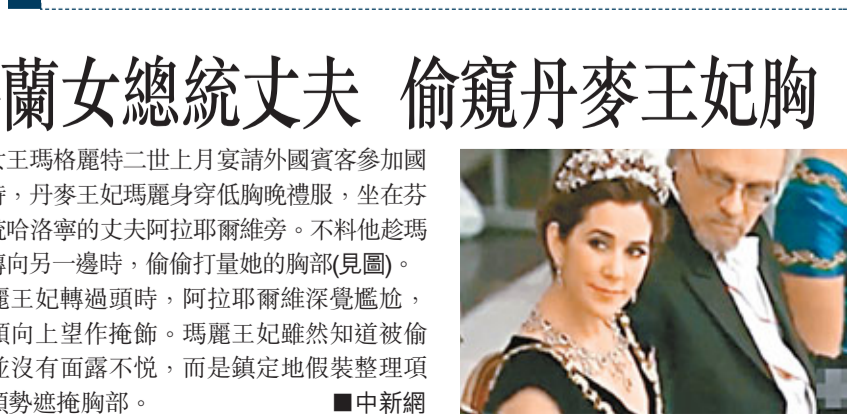 蘭女總統丈夫 偷窺丹麥王妃胸
女王瑪格麗特二世上月宴請外國賓客參加國
時，丹麥王妃瑪麗身穿低胸晚禮服，坐在芬
統哈洛寧的丈夫阿拉耶爾維旁。不料他趁瑪
轉向另一邊時，偷偷打量她的胸部(見圖)。
麗王妃轉過頭時，阿拉耶爾維深覺尷尬，
頭向上望作掩飾。瑪麗王妃雖然知道被偷
並沒有面露不悅，而是鎮定地假裝整理項
順勢遮掩胸部。 ■中新網